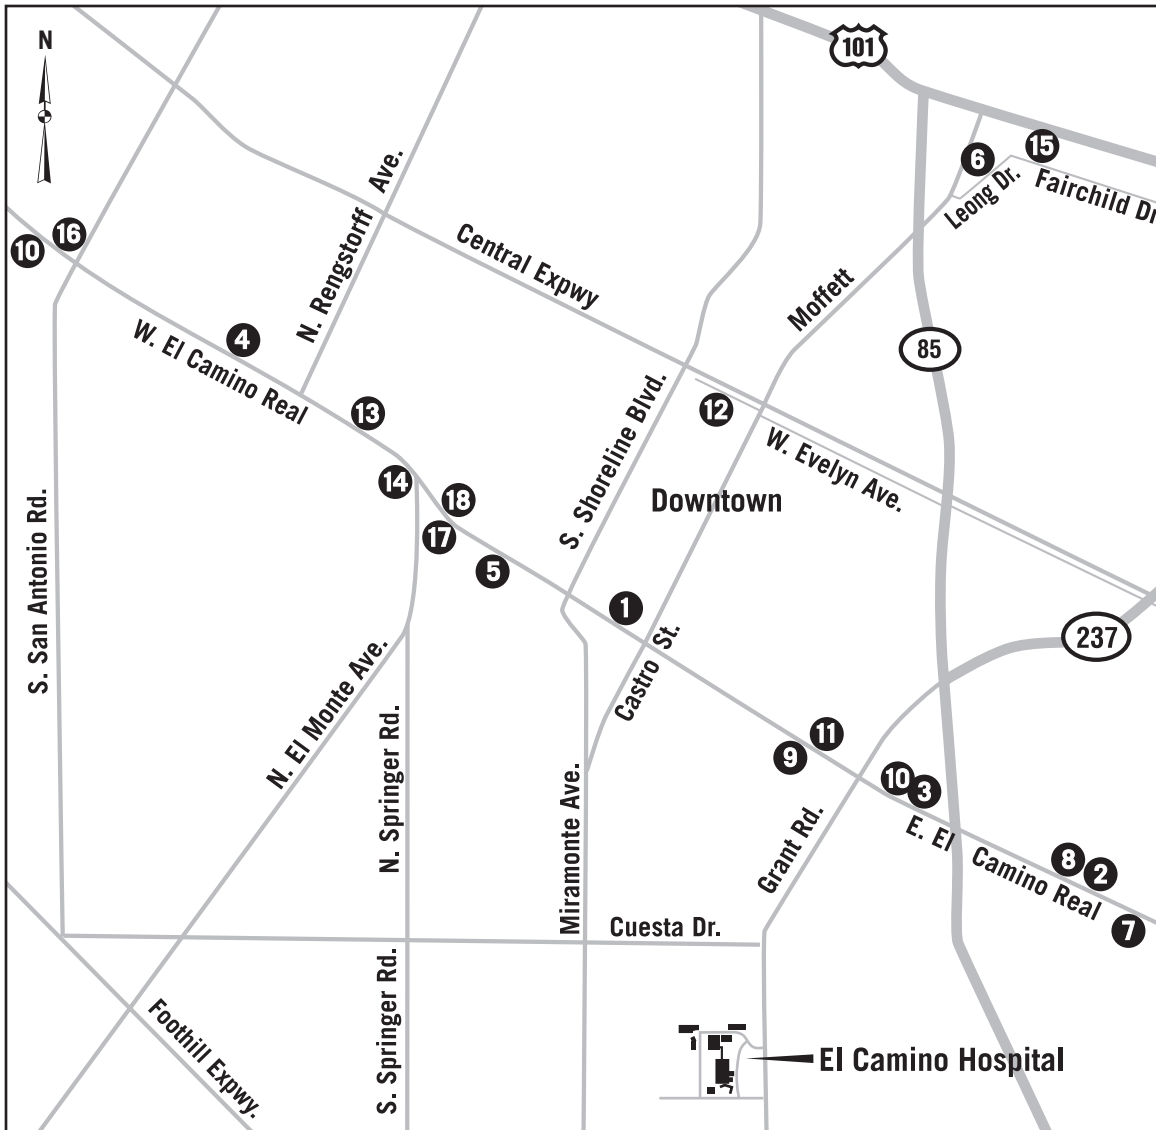 N
101
15
6
Leong Dr.
Fairchild Dr
N. Rengstorff Ave.
16
10
Central Expwy
Moffett
4
W. El Camino Real
85
S. Shoreline Blvd.
12
13
W. Evelyn Ave.
14
18
Downtown
17
5
S. San Antonio Rd.
1
237
Castro St.
N. El Monte Ave.
N. Springer Rd.
11
9
10
3
Miramonte Ave.
Grant Rd.
E. El Camino Real
8
2
7
Cuesta Dr.
Foothill Expwy.
S. Springer Rd.
El Camino Hospital